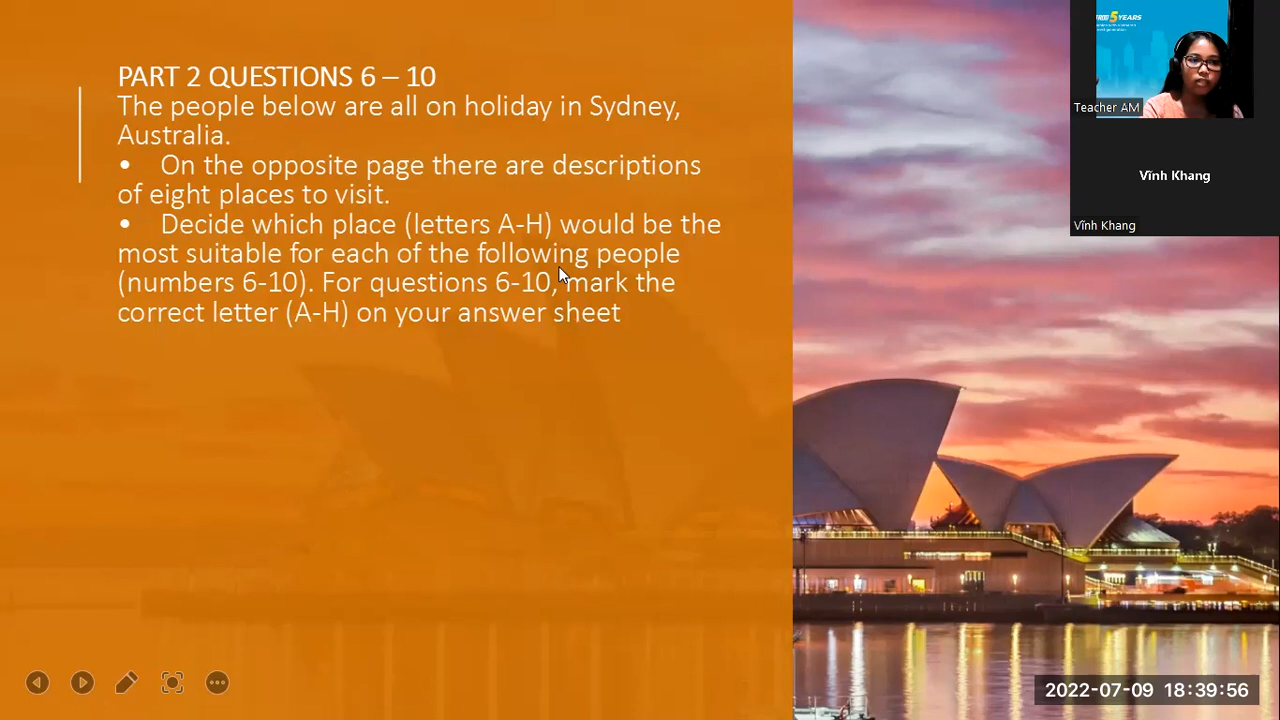 PART 2 QUESTIONS 6 – 10
The people below are all on holiday in Sydney,
Australia.
• On the opposite page there are descriptions
of eight places to visit.
• Decide which place (letters A-H) would be the
most suitable for each of the following people
(numbers 6-10). For questions 6-10, mark the
correct letter (A-H) on your answer sheet
5 YEARS
Teacher AM
Vĩnh Khang
Vĩnh Khang
2022-07-09 18:39:56